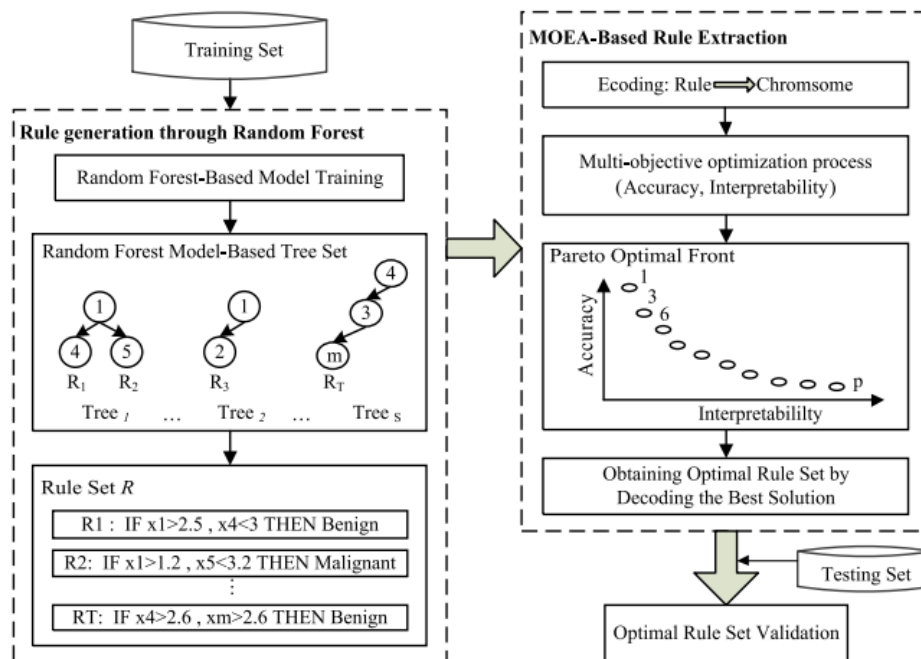 Training Set
Rule generation through Random Forest
Random Forest-Based Model Training
Random Forest Model-Based Tree Set
1
4
5
R1
R2
1
2
R3
4
3
m
RT
Tree 1 ... Tree 2 ... Tree S
Rule Set R
R1 : IF x1>2.5 , x4<3 THEN Benign
R2: IF x1>1.2 , x5<3.2 THEN Malignant
⋮
RT: IF x4>2.6 , xm>2.6 THEN Benign
MOEA-Based Rule Extraction
Ecoding: Rule Chromsome
Multi-objective optimization process
(Accuracy, Interpretability)
Pareto Optimal Front
1
3
6
p
Accuracy
Interpretabililty
Obtaining Optimal Rule Set by
Decoding the Best Solution
Testing Set
Optimal Rule Set Validation